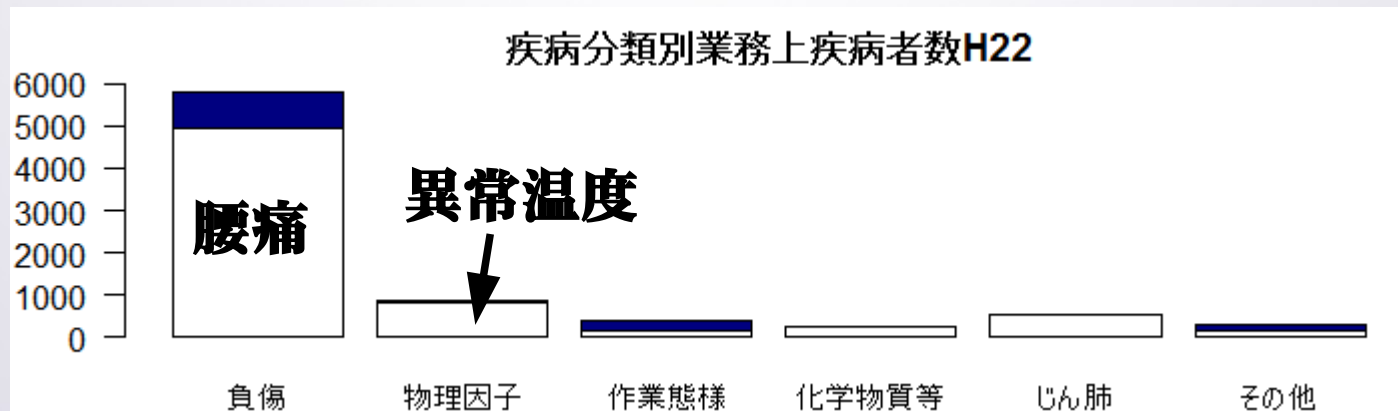 疾病分類別業務上疾病者数H22
6000
5000
4000
3000
2000
1000
0
腰痛
異常温度
負傷
物理因子
作業態様
化学物質等
じん肺
その他